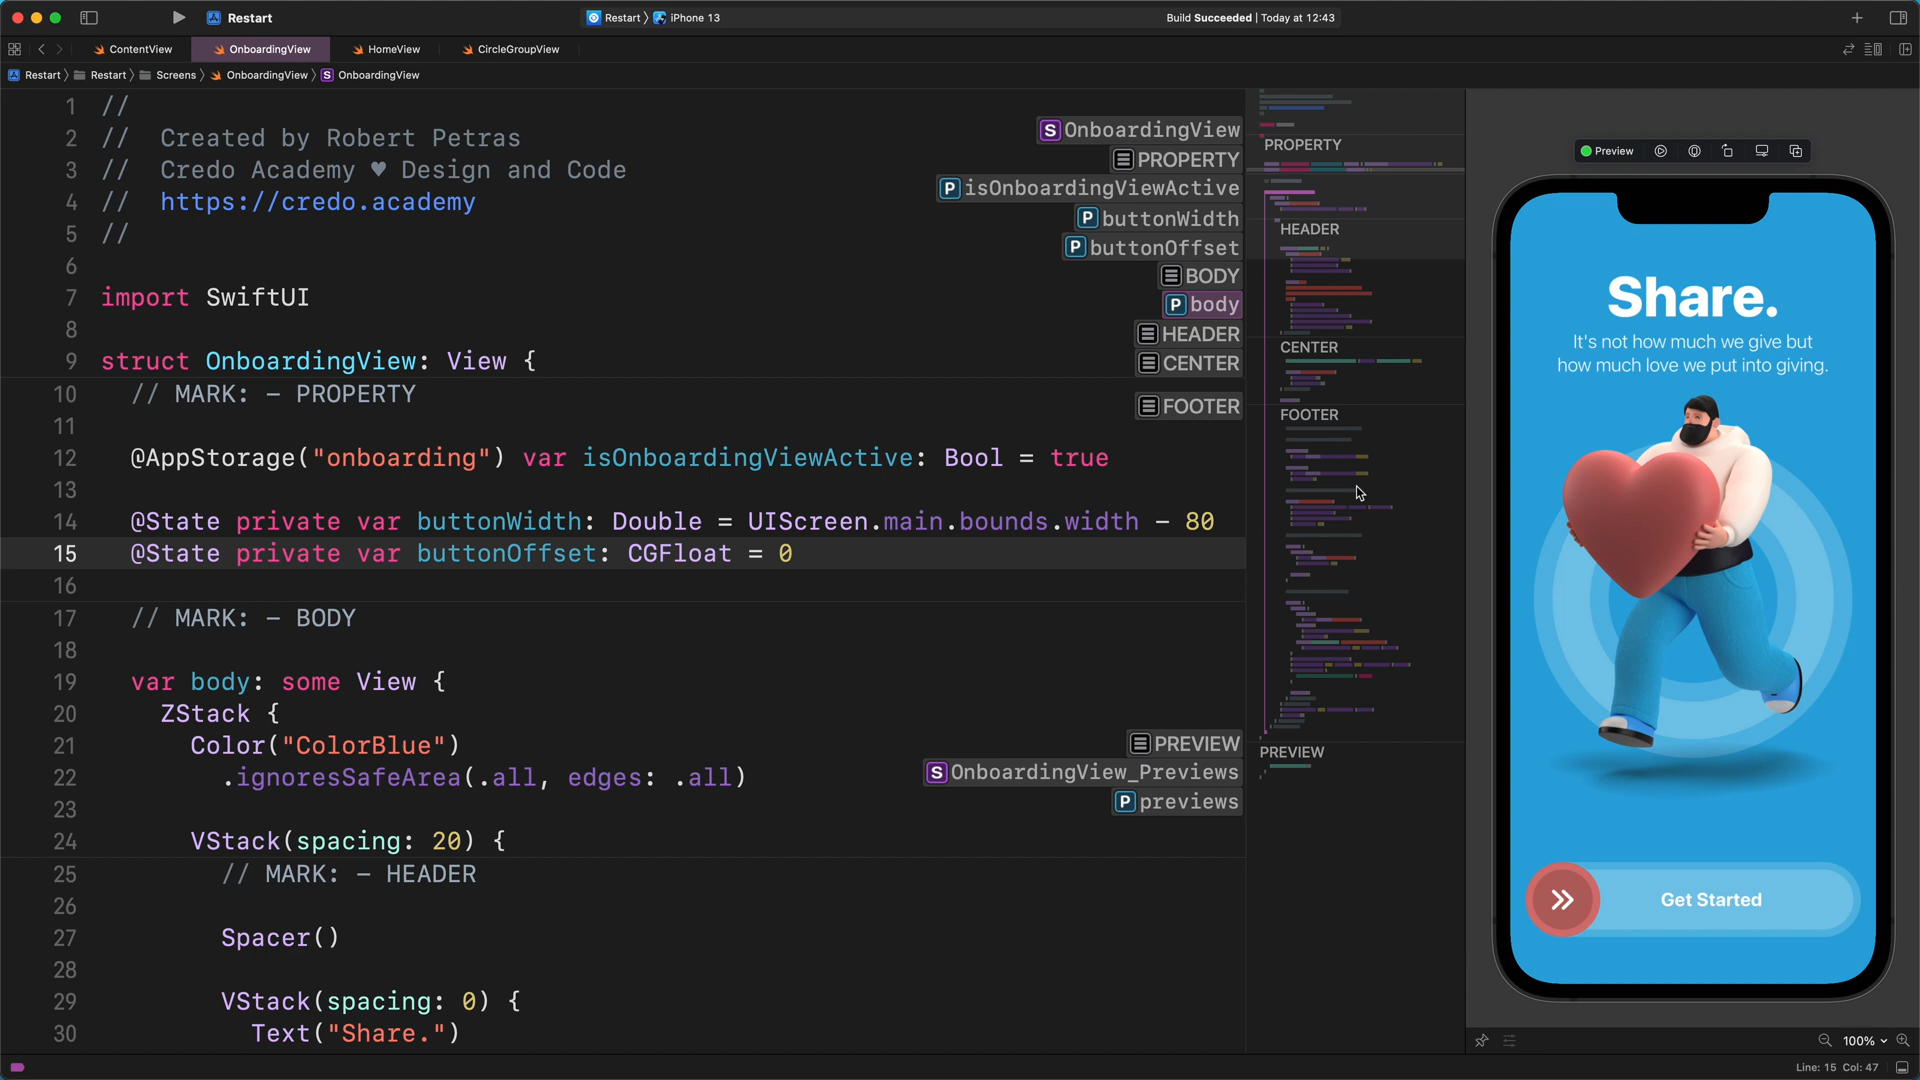 Restart
Restart
iPhone 13
Build Succeeded | Today at 12:43
ContentView
OnboardingView
HomeView
CircleGroupView
Restart
Restart
Screens
OnboardingView
S OnboardingView
1 //
2 // Created by Robert Petras
3 // Credo Academy ♥ Design and Code
4 // https://credo.academy
5 //
6
7 import SwiftUI
8
9 struct OnboardingView: View {
10 // MARK: - PROPERTY
11
12 @AppStorage("onboarding") var isOnboardingViewActive: Bool = true
13
14 @State private var buttonWidth: Double = UIScreen.main.bounds.width - 80
15 @State private var buttonOffset: CGFloat = 0
16
17 // MARK: - BODY
18
19 var body: some View {
20 ZStack {
21 Color("ColorBlue")
22 .ignoresSafeArea(.all, edges: .all)
23
24 VStack(spacing: 20) {
25 // MARK: - HEADER
26
27 Spacer()
28
29 VStack(spacing: 0) {
30 Text("Share.")
S OnboardingView
PROPERTY
P isOnboardingViewActive
P buttonWidth
P buttonOffset
BODY
P body
HEADER
CENTER
FOOTER
PREVIEW
S OnboardingView_Previews
P previews
PROPERTY
HEADER
CENTER
FOOTER
PREVIEW
Preview
Share.
It's not how much we give but
how much love we put into giving.
Get Started
100%
Line: 15 Col: 47